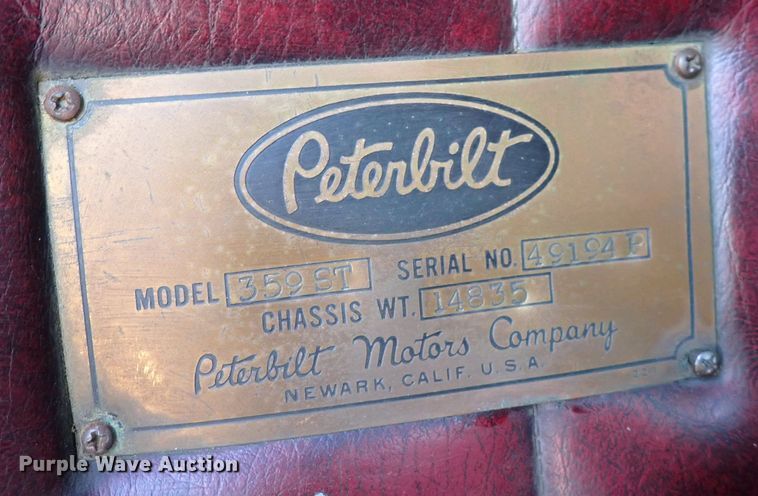 Peterbilt
MODEL 359 ST SERIAL NO. 49194 P
CHASSIS WT. 14835
Peterbilt Motors Company
NEWARK, CALIF. U.S.A.
Purple Wave Auction